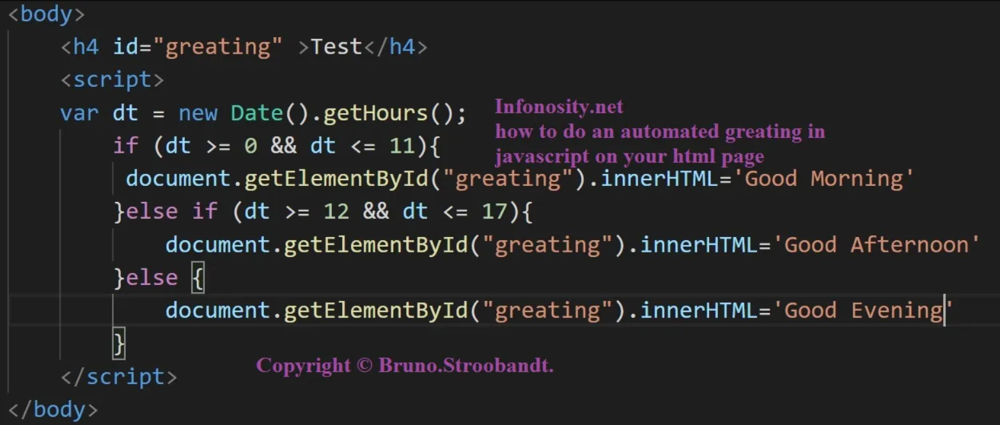 <body>
<h4 id="greating" >Test</h4>
<script>
var dt = new Date().getHours();
Infonosity.net
how to do an automated greating in
javascript on your html page
if (dt >= 0 && dt <= 11){
document.getElementById("greating").innerHTML='Good Morning'
}else if (dt >= 12 && dt <= 17){
document.getElementById("greating").innerHTML='Good Afternoon'
}else {
document.getElementById("greating").innerHTML='Good Evening'
}
Copyright © Bruno.Stroobandt.
</script>
</body>